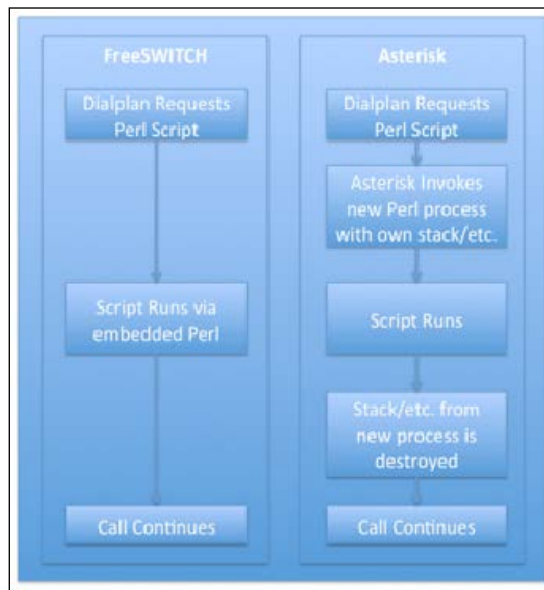 FreeSWITCH
Dialplan Requests
Perl Script
Script Runs via
embedded Perl
Call Continues
Asterisk
Dialplan Requests
Perl Script
Asterisk Invokes
new Perl process
with own stack/etc.
Script Runs
Stack/etc. from
new process is
destroyed
Call Continues